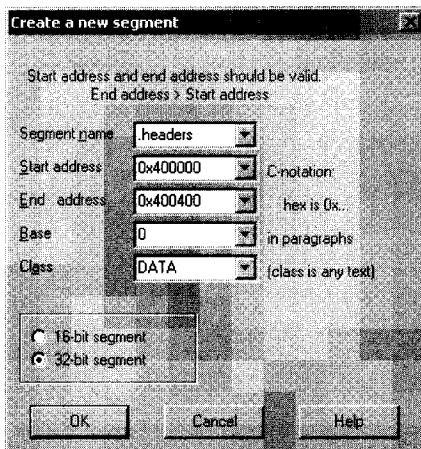 Create a new segment
Start address and end address should be valid.
End address > Start address
Segment name .headers
Start address 0x400000 C-notation:
End address 0x400400 hex is 0x...
Base 0 in paragraphs
Class DATA (class is any text)
16-bit segment
32-bit segment
OK Cancel Help